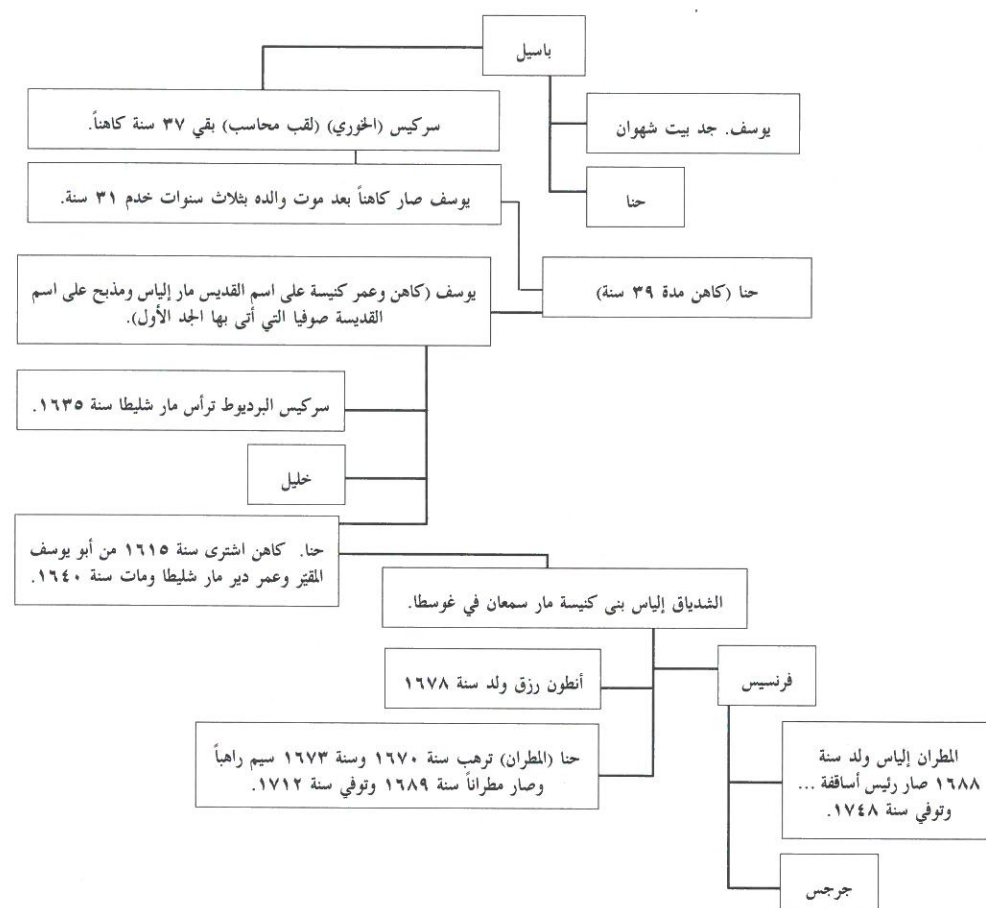 باسيل
سركيس (الخوري) (لقب محاسب) بقي ٣٧ سنة كاهناً.
يوسف. جد بيت شهوان
حنا
يوسف صار كاهناً بعد موت والده بثلاث سنوات خدم ٣١ سنة.
حنا (كاهن مدة ٣٩ سنة)
يوسف (كاهن وعمر كنيسة على اسم القديس مار إلياس ومذبح على اسم
القديسة صوفيا التي أتى بها الجد الأول).
سركيس البرديوط ترأس مار شليطا سنة ١٦٣٥.
خليل
حنا. كاهن اشترى سنة ١٦١٥ من أبو يوسف
المقيّر وعمر دير مار شليطا ومات سنة ١٦٤٠.
الشدياق إلياس بنى كنيسة مار سمعان في غوسطا.
فرنسيس
أنطون رزق ولد سنة ١٦٧٨
حنا (المطران) ترهب سنة ١٦٧٠ وسنة ١٦٧٣ سيم راهباً
وصار مطراناً سنة ١٦٨٩ وتوفي سنة ١٧١٢.
المطران إلياس ولد سنة
١٦٨٨ صار رئيس أساقفة ...
وتوفي سنة ١٧٤٨.
جرجس